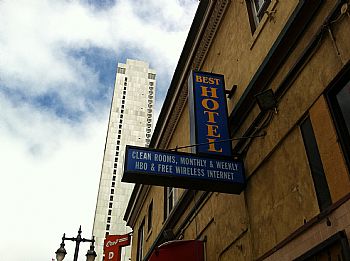 BEST
HOTEL
CLEAN ROOMS, MONTHLY & WEEKLY
HBO & FREE WIRELESS INTERNET